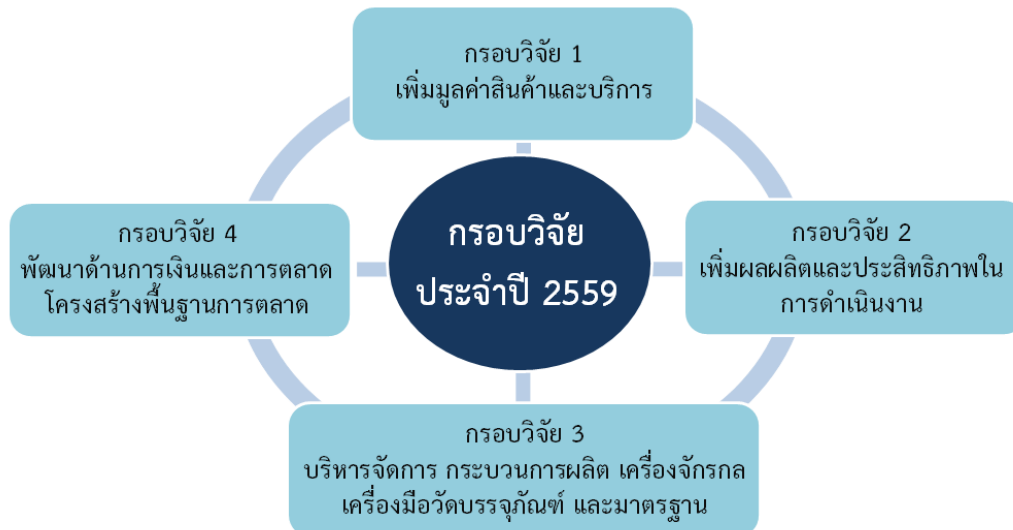 กรอบวิจัย 1
เพิ่มมูลค่าสินค้าและบริการ
กรอบวิจัย 4
พัฒนาด้านการเงินและการตลาด
โครงสร้างพื้นฐานการตลาด
กรอบวิจัย
ประจำปี 2559
กรอบวิจัย 2
เพิ่มผลผลิตและประสิทธิภาพใน
การดำเนินงาน
กรอบวิจัย 3
บริหารจัดการ กระบวนการผลิต เครื่องจักรกล
เครื่องมือวัดบรรจุภัณฑ์ และมาตรฐาน